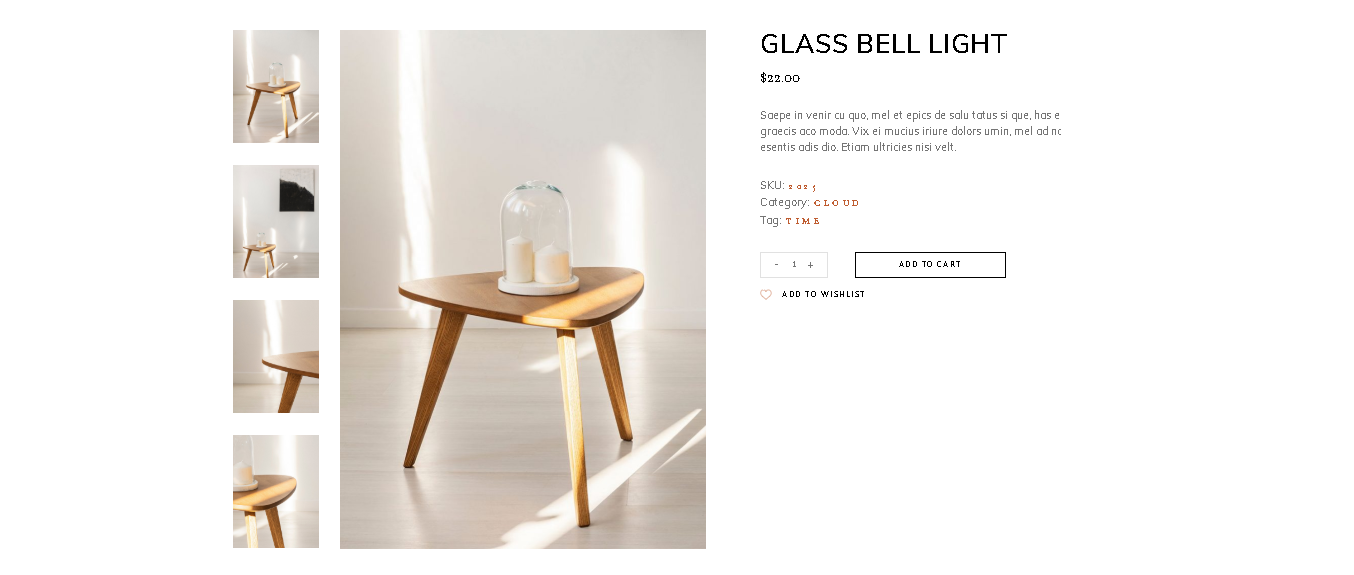 GLASS BELL LIGHT
$22.00
Saepe in venir cu quo, mel et epics de salu tatus si que, has e
graecis aco moda. Vix ei mucius iriure dolors umin, mel ad no
esentis adis dio. Etiam ultricies nisi velt.
SKU: 2025
Category: CLOUD
Tag: TIME
- 1 +
ADD TO CART
ADD TO WISHLIST